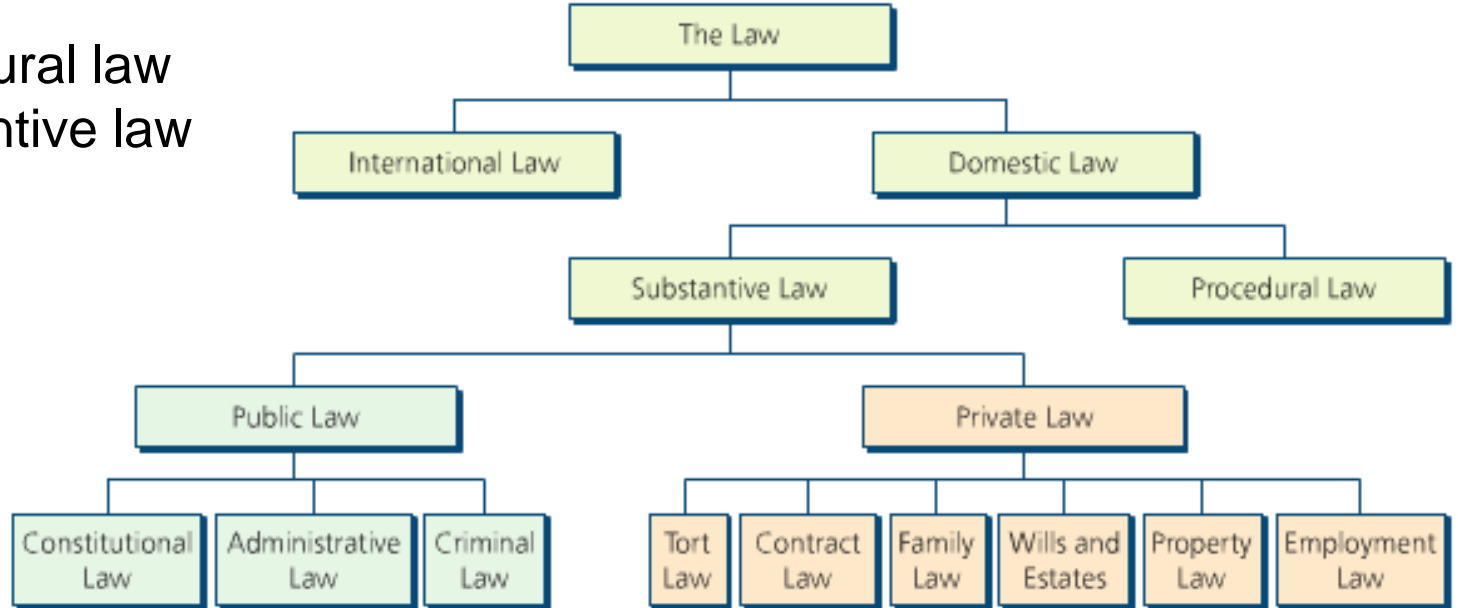 ural law
ntive law
The Law
International Law
Domestic Law
Substantive Law
Procedural Law
Public Law
Private Law
Constitutional
Law
Administrative
Law
Criminal
Law
Tort
Law
Contract
Law
Family
Law
Wills and
Estates
Property
Law
Employment
Law